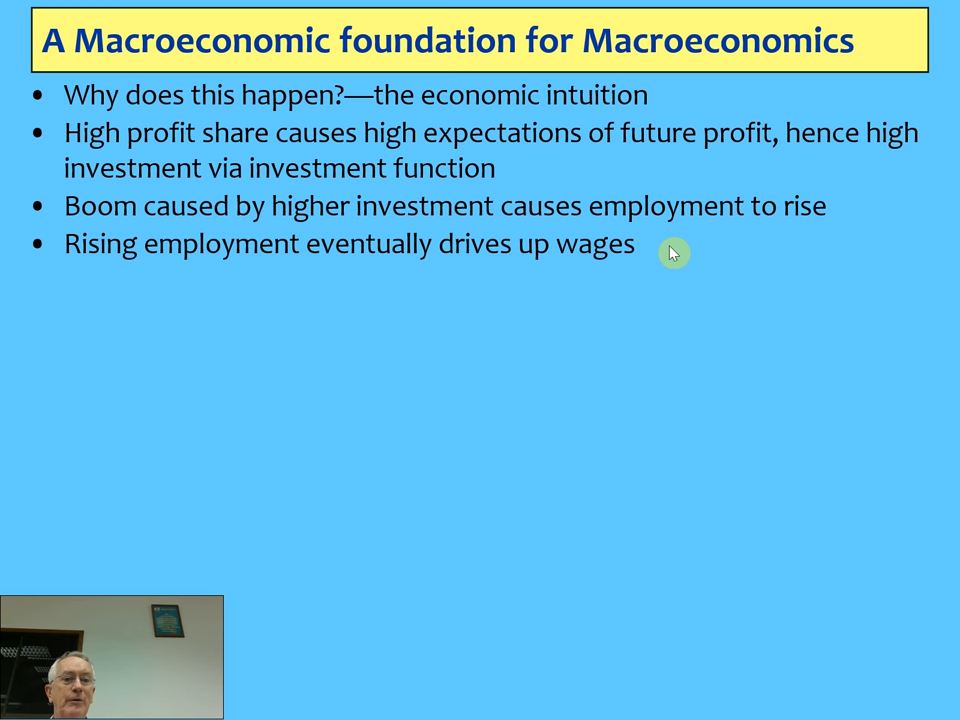 A Macroeconomic foundation for Macroeconomics
• Why does this happen?—the economic intuition
• High profit share causes high expectations of future profit, hence high
investment via investment function
• Boom caused by higher investment causes employment to rise
• Rising employment eventually drives up wages